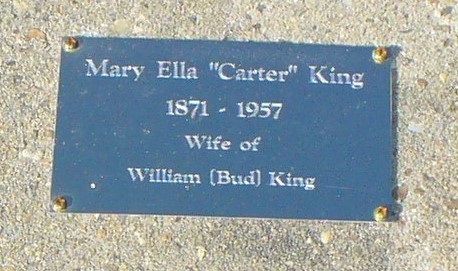 Mary Ella "Carter" King
1871 - 1957
Wife of
William (Bud) King